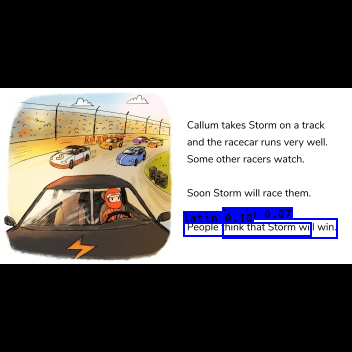 Callum takes Storm on a track
and the racecar runs very well.
Some other racers watch.
Soon Storm will race them.
People think that Storm will win.